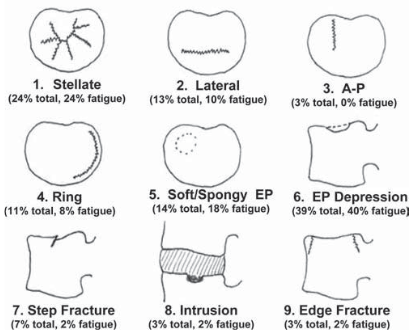 1. Stellate
(24% total, 24% fatigue)
2. Lateral
(13% total, 10% fatigue)
3. A-P
(3% total, 0% fatigue)
4. Ring
(11% total, 8% fatigue)
5. Soft/Spongy EP
(14% total, 18% fatigue)
6. EP Depression
(39% total, 40% fatigue)
7. Step Fracture
(7% total, 2% fatigue)
8. Intrusion
(3% total, 2% fatigue)
9. Edge Fracture
(3% total, 2% fatigue)